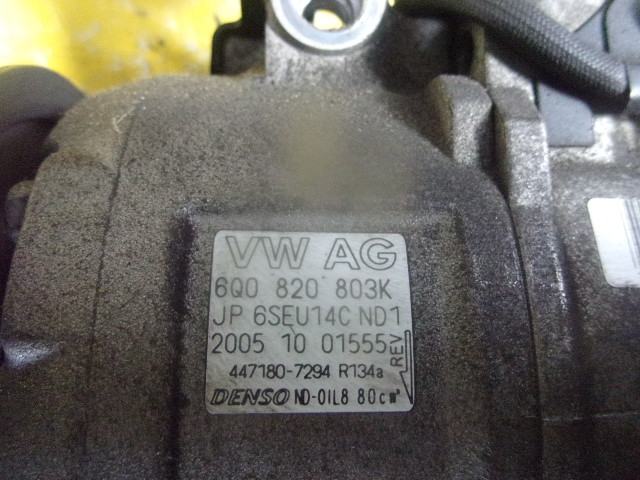 VW AG
6Q0 820 803K
JP 6SEU14C ND1
2005 10 01555
REV
447180-7294 R134a
DENSO ND-OIL8 80cm³